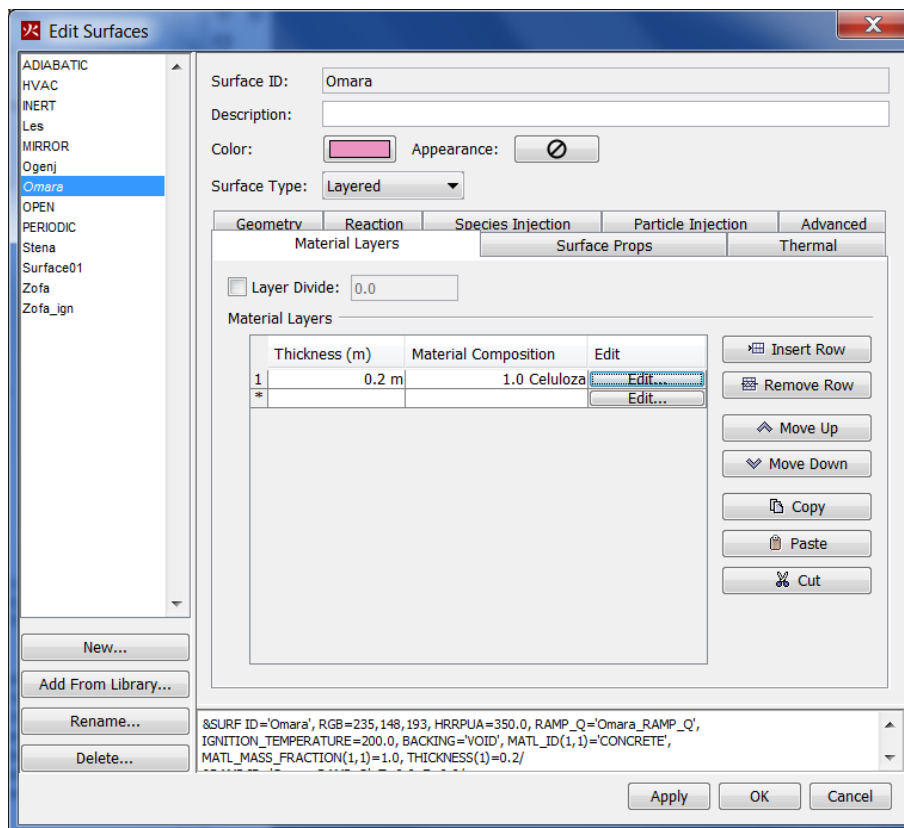 Edit Surfaces
X
ADIABATIC
HVAC
INERT
Les
MIRROR
Ogenj
Omara
OPEN
PERIODIC
Stena
Surface01
Zofa
Zofa_ign
New...
Add From Library...
Rename...
Delete...
Surface ID: Omara
Description:
Color: Appearance:
Surface Type: Layered
Geometry Reaction Species Injection Particle Injection Advanced
Material Layers Surface Props Thermal
Layer Divide: 0.0
Material Layers
Thickness (m) Material Composition Edit
1 0.2 m 1.0 Celuloza Edit...
* Edit...
Insert Row
Remove Row
Move Up
Move Down
Copy
Paste
Cut
&SURF ID='Omara', RGB=235,148,193, HRRPUA=350.0, RAMP_Q='Omara_RAMP_Q',
IGNITION_TEMPERATURE=200.0, BACKING='VOID', MATL_ID(1,1)='CONCRETE',
MATL_MASS_FRACTION(1,1)=1.0, THICKNESS(1)=0.2/
Apply OK Cancel